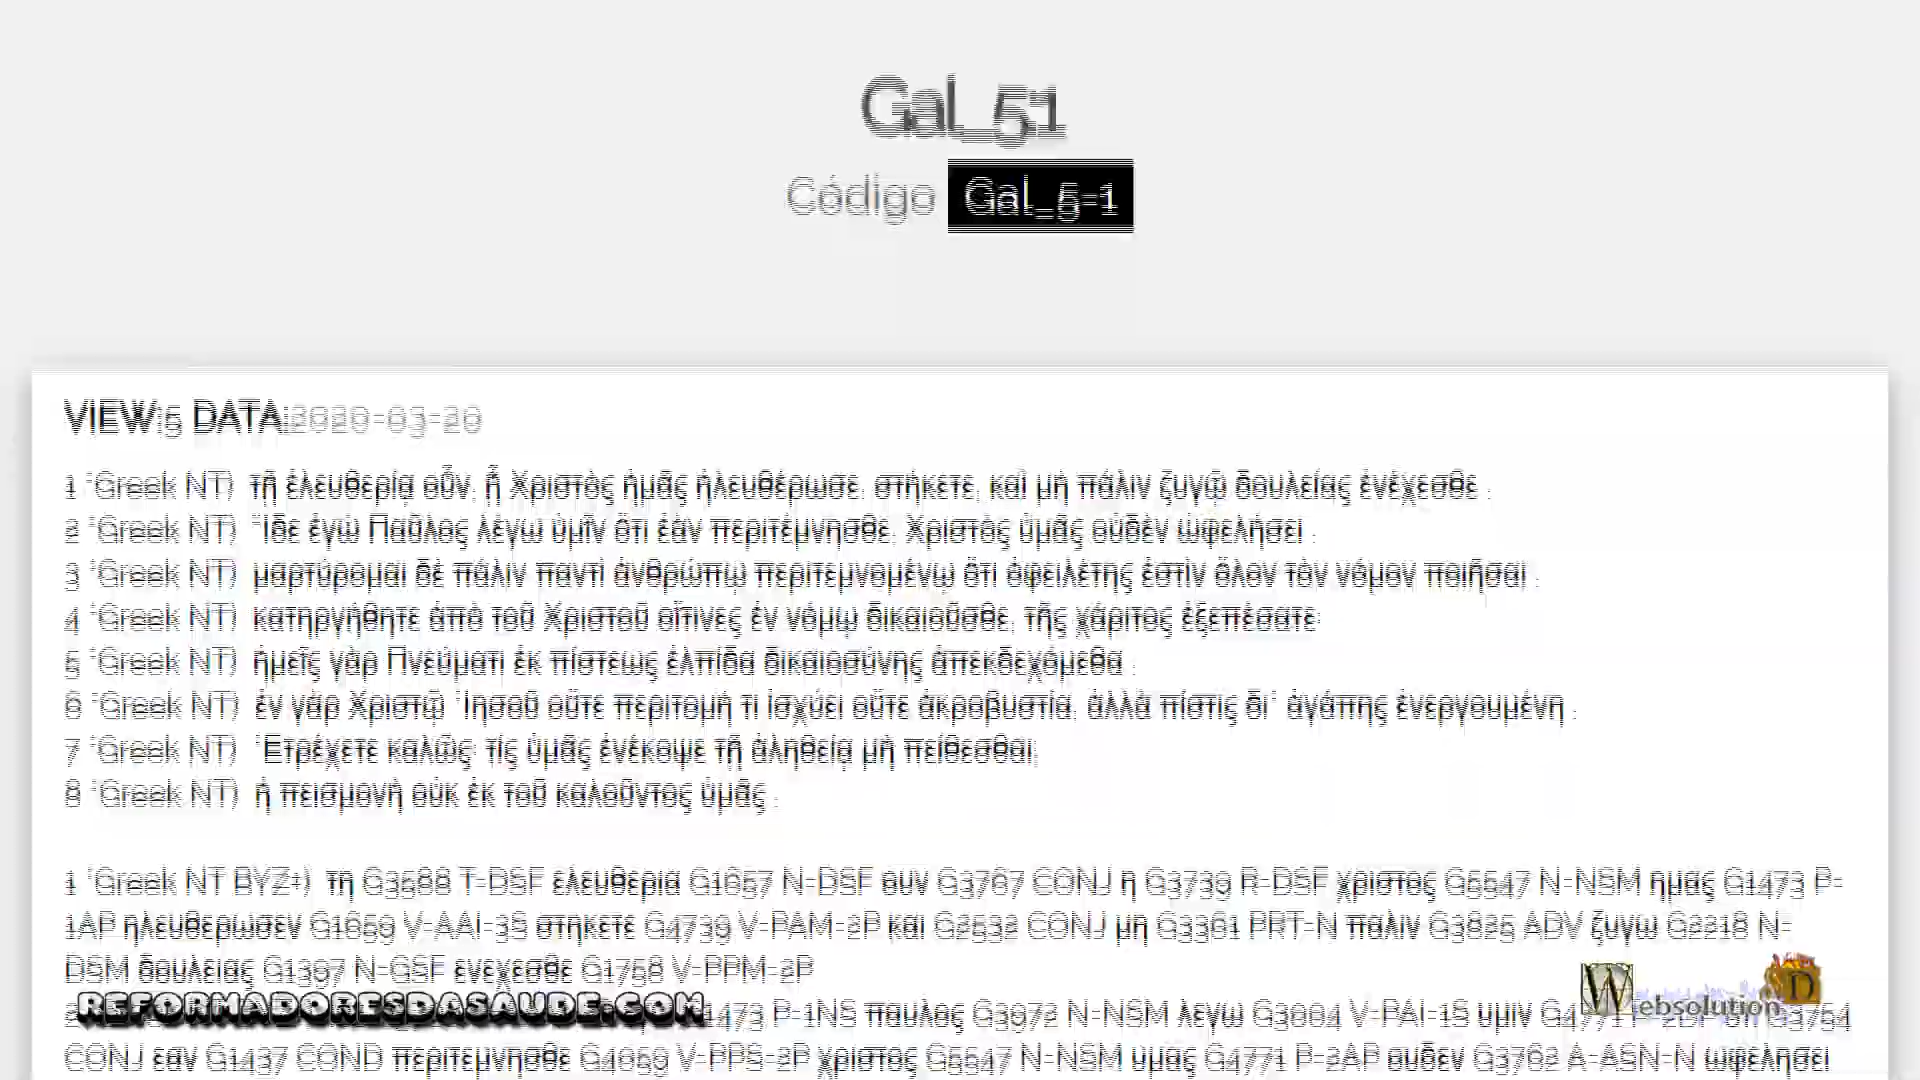 Gal_51
Código Gal_5-1
VIEW:5 DATA:2020-03-20
1 (Greek NT) τῇ ἐλευθερίᾳ οὖν, ᾗ Χριστὸς ἡμᾶς ἠλευθέρωσε, στήκετε, καὶ μὴ πάλιν ζυγῷ δουλείας ἐνέχεσθε .
2 (Greek NT) Ἴδε ἐγὼ Παῦλος λέγω ὑμῖν ὅτι ἐὰν περιτέμνησθε, Χριστὸς ὑμᾶς οὐδὲν ὠφελήσει .
3 (Greek NT) μαρτύρομαι δὲ πάλιν παντὶ ἀνθρώπῳ περιτεμνομένῳ ὅτι ὀφειλέτης ἐστὶν ὅλον τὸν νόμον ποιῆσαι .
4 (Greek NT) κατηργήθητε ἀπὸ τοῦ Χριστοῦ οἵτινες ἐν νόμῳ δικαιοῦσθε, τῆς χάριτος ἐξεπέσατε·
5 (Greek NT) ἡμεῖς γὰρ Πνεύματι ἐκ πίστεως ἐλπίδα δικαιοσύνης ἀπεκδεχόμεθα .
6 (Greek NT) ἐν γὰρ Χριστῷ Ἰησοῦ οὔτε περιτομή τι ἰσχύει οὔτε ἀκροβυστία, ἀλλὰ πίστις δι᾿ ἀγάπης ἐνεργουμένη .
7 (Greek NT) Ἐτρέχετε καλῶς· τίς ὑμᾶς ἐνέκοψε τῇ ἀληθείᾳ μὴ πείθεσθαι;
8 (Greek NT) ἡ πεισμονὴ οὐκ ἐκ τοῦ καλοῦντος ὑμᾶς .
1 (Greek NT BYZ+) τη G3588 T-DSF ελευθερια G1657 N-DSF ουν G3767 CONJ η G3739 R-DSF χριστος G5547 N-NSM ημας G1473 P-
1AP ηλευθερωσεν G1659 V-AAI-3S στηκετε G4739 V-PAM-2P και G2532 CONJ μη G3361 PRT-N παλιν G3825 ADV ζυγω G2218 N-
DSM δουλειας G1397 N-GSF ενεχεσθε G1758 V-PPM-2P
REFORMADORESDASAUDE.COM
P-1NS παυλος G3972 N-NSM λεγω G3004 V-PAI-1S υμιν G4771 P-2DP οτι G3754
Websolution D
CONJ εαν G1437 COND περιτεμνησθε G4059 V-PPS-2P χριστος G5547 N-NSM υμας G4771 P-2AP ουδεν G3762 A-ASN-N ωφελησει